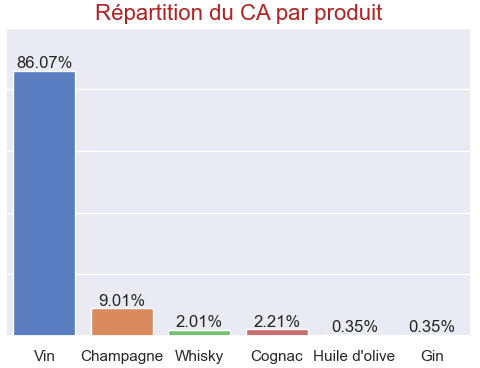 Répartition du CA par produit
86.07%
9.01%
2.01%
2.21%
0.35%
0.35%
Vin
Champagne
Whisky
Cognac
Huile d'olive
Gin